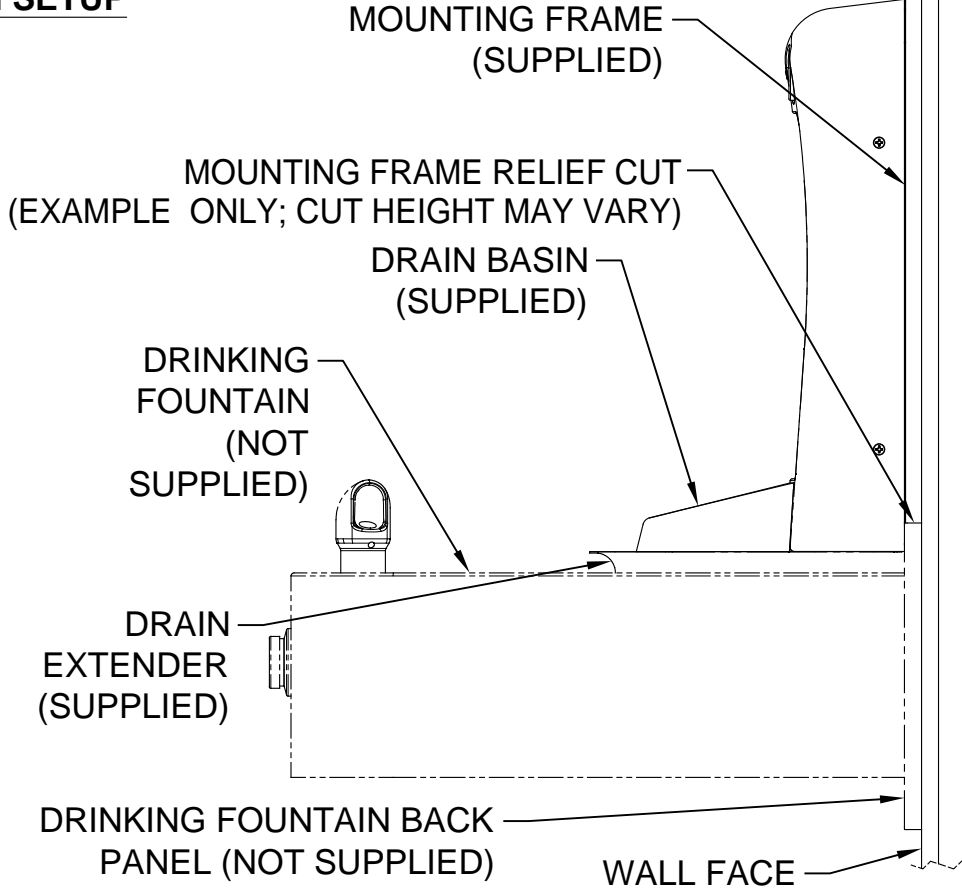 SETUP
MOUNTING FRAME
(SUPPLIED)
MOUNTING FRAME RELIEF CUT
(EXAMPLE ONLY; CUT HEIGHT MAY VARY)
DRAIN BASIN
(SUPPLIED)
DRINKING
FOUNTAIN
(NOT
SUPPLIED)
DRAIN
EXTENDER
(SUPPLIED)
DRINKING FOUNTAIN BACK
PANEL (NOT SUPPLIED)
WALL FACE